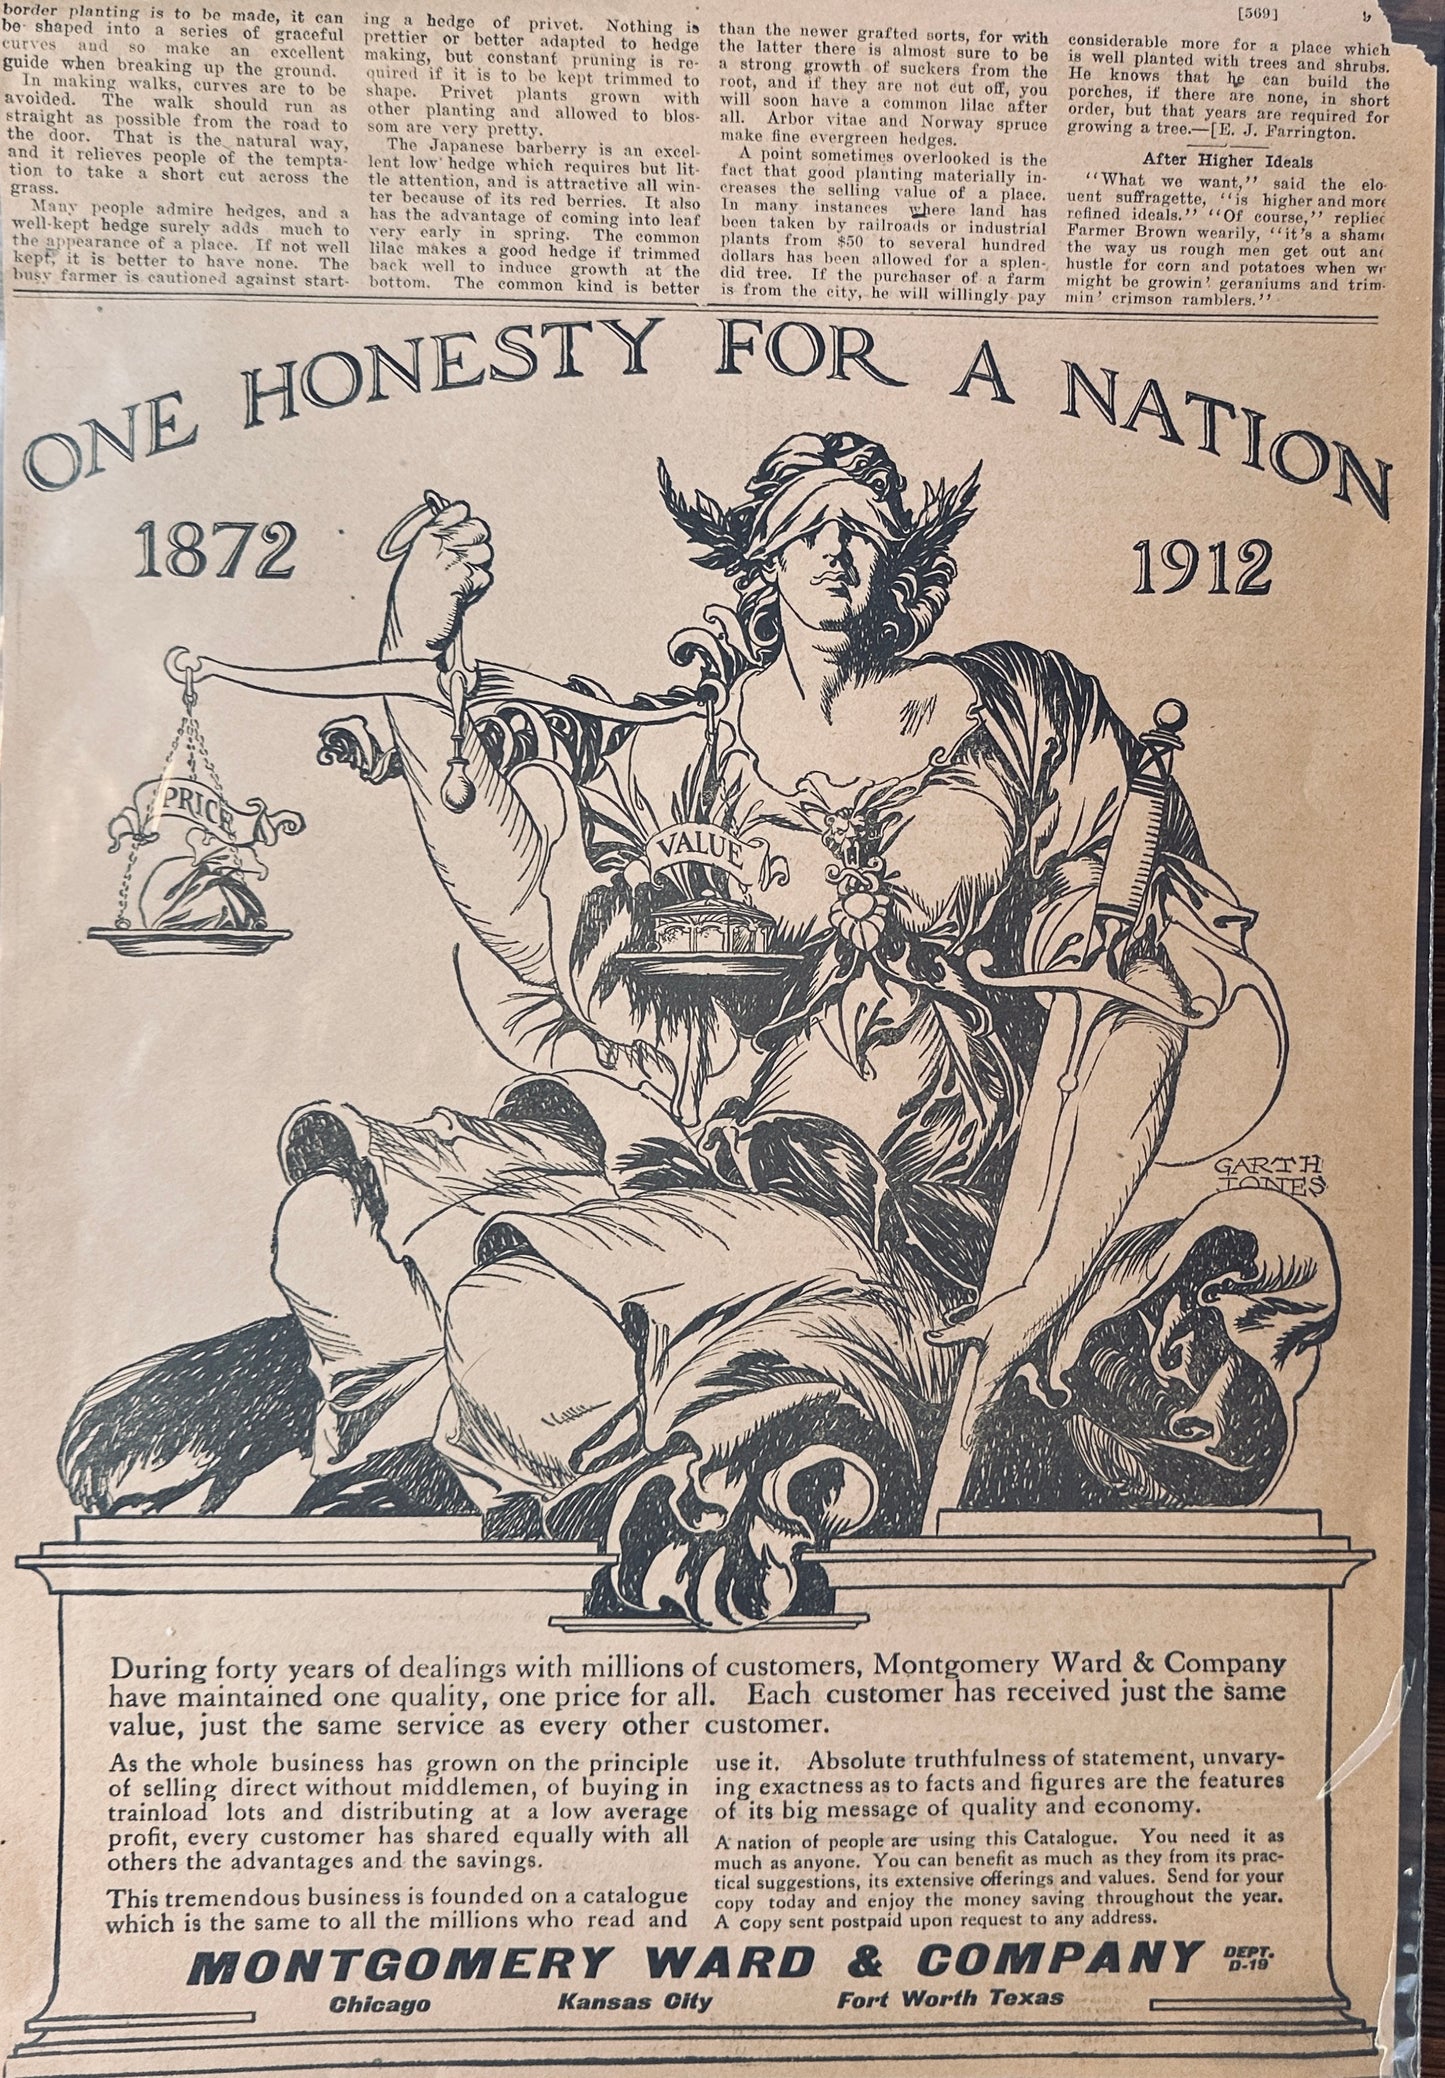 [569]
9
border planting is to be made, it can
be shaped into a series of graceful
curves and so make an excellent
guide when breaking up the ground.
In making walks, curves are to be
avoided. The walk should run as
straight as possible from the road to
the door. That is the natural way,
and it relieves people of the tempta-
tion to take a short cut across the
grass.
Many people admire hedges, and a
well-kept hedge surely adds much to
the appearance of a place. If not well
kept, it is better to have none. The
busy farmer is cautioned against start-
ing a hedge of privet. Nothing is
prettier or better adapted to hedge
making, but constant pruning is re-
quired if it is to be kept trimmed to
shape. Privet plants grown with
other planting and allowed to blos-
som are very pretty.
The Japanese barberry is an excel-
lent low hedge which requires but lit-
tle attention, and is attractive all win-
ter because of its red berries. It also
has the advantage of coming into leaf
very early in spring. The common
lilac makes a good hedge if trimmed
back well to induce growth at the
bottom. The common kind is better
than the newer grafted sorts, for with
the latter there is almost sure to be
a strong growth of suckers from the
root, and if they are not cut off, you
will soon have a common lilac after
all. Arbor vitae and Norway spruce
make fine evergreen hedges.
A point sometimes overlooked is the
fact that good planting materially in-
creases the selling value of a place.
In many instances where land has
been taken by railroads or industrial
plants from $50 to several hundred
dollars has been allowed for a splen-
did tree. If the purchaser of a farm
is from the city, he will willingly pay
considerable more for a place which
is well planted with trees and shrubs.
He knows that he can build the
porches, if there are none, in short
order, but that years are required for
growing a tree.—[E. J. Farrington.
After Higher Ideals
"What we want," said the elo-
uent suffragette, "is higher and more
refined ideals." "Of course," replied
Farmer Brown wearily, "it's a shame
the way us rough men get out and
hustle for corn and potatoes when we
might be growin' geraniums and trim-
min' crimson ramblers."
ONE HONESTY FOR A NATION
1872
1912
PRICE
VALUE
GARTH
JONES
During forty years of dealings with millions of customers, Montgomery Ward & Company
have maintained one quality, one price for all. Each customer has received just the same
value, just the same service as every other customer.
As the whole business has grown on the principle
of selling direct without middlemen, of buying in
trainload lots and distributing at a low average
profit, every customer has shared equally with all
others the advantages and the savings.
This tremendous business is founded on a catalogue
which is the same to all the millions who read and
use it. Absolute truthfulness of statement, unvary-
ing exactness as to facts and figures are the features
of its big message of quality and economy.
A nation of people are using this Catalogue. You need it as
much as anyone. You can benefit as much as they from its prac-
tical suggestions, its extensive offerings and values. Send for your
copy today and enjoy the money saving throughout the year.
A copy sent postpaid upon request to any address.
MONTGOMERY WARD & COMPANY DEPT.
D-19
Chicago Kansas City Fort Worth Texas